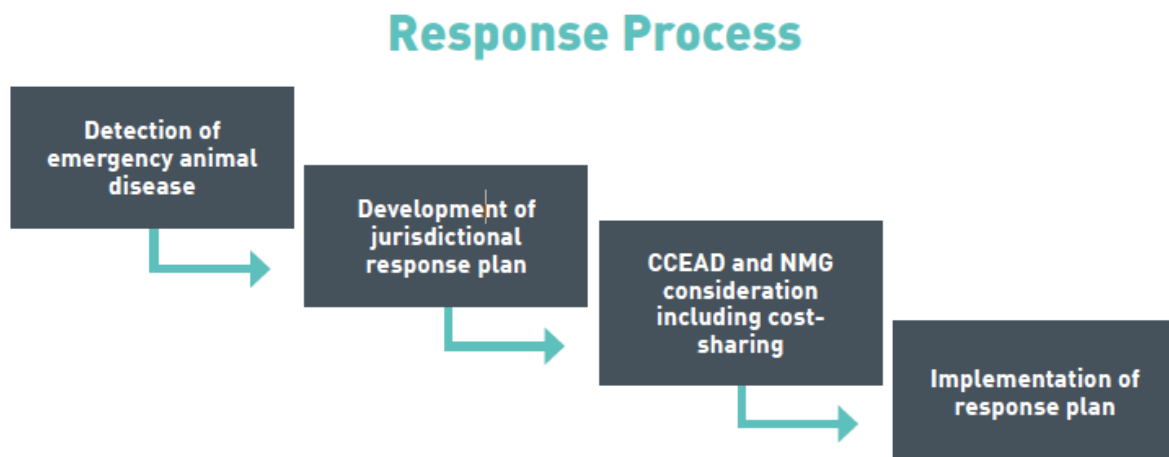 Response Process
Detection of
emergency animal
disease
Development of
jurisdictional
response plan
CCEAD and NMG
consideration
including cost-
sharing
Implementation of
response plan